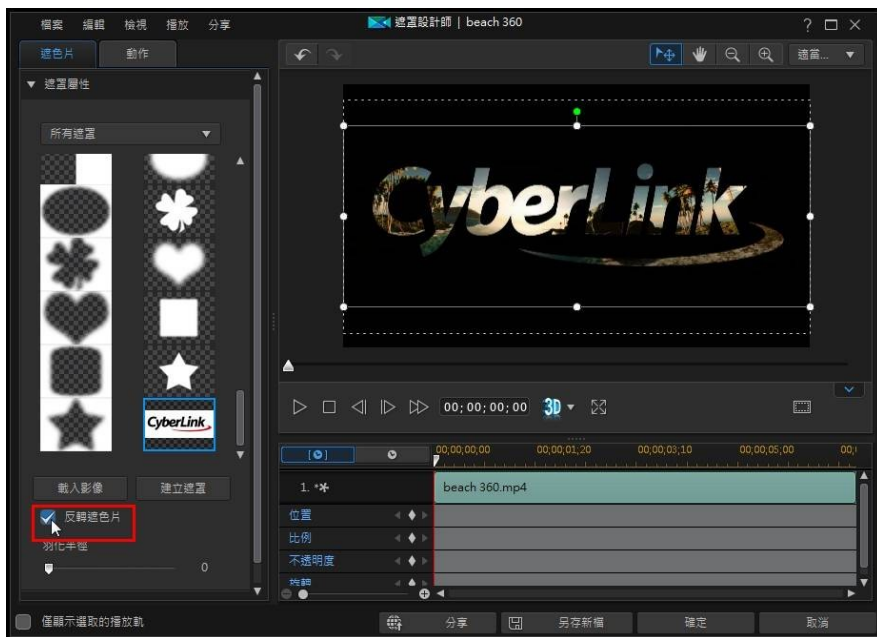 檔案 編輯 檢視 播放 分享
遮罩設計師 | beach 360
遮色片 動作
適當...
遮罩屬性
所有遮罩
CyberLink
CyberLink
載入影像 建立遮罩
反轉遮色片
羽化半徑
0
00;00;00;00
3D
00;00;00;00 00;00;01;20 00;00;03;10 00;00;05;00
1.
beach 360.mp4
位置
比例
不透明度
旋轉
僅顯示選取的播放軌
分享 另存新檔 確定 取消